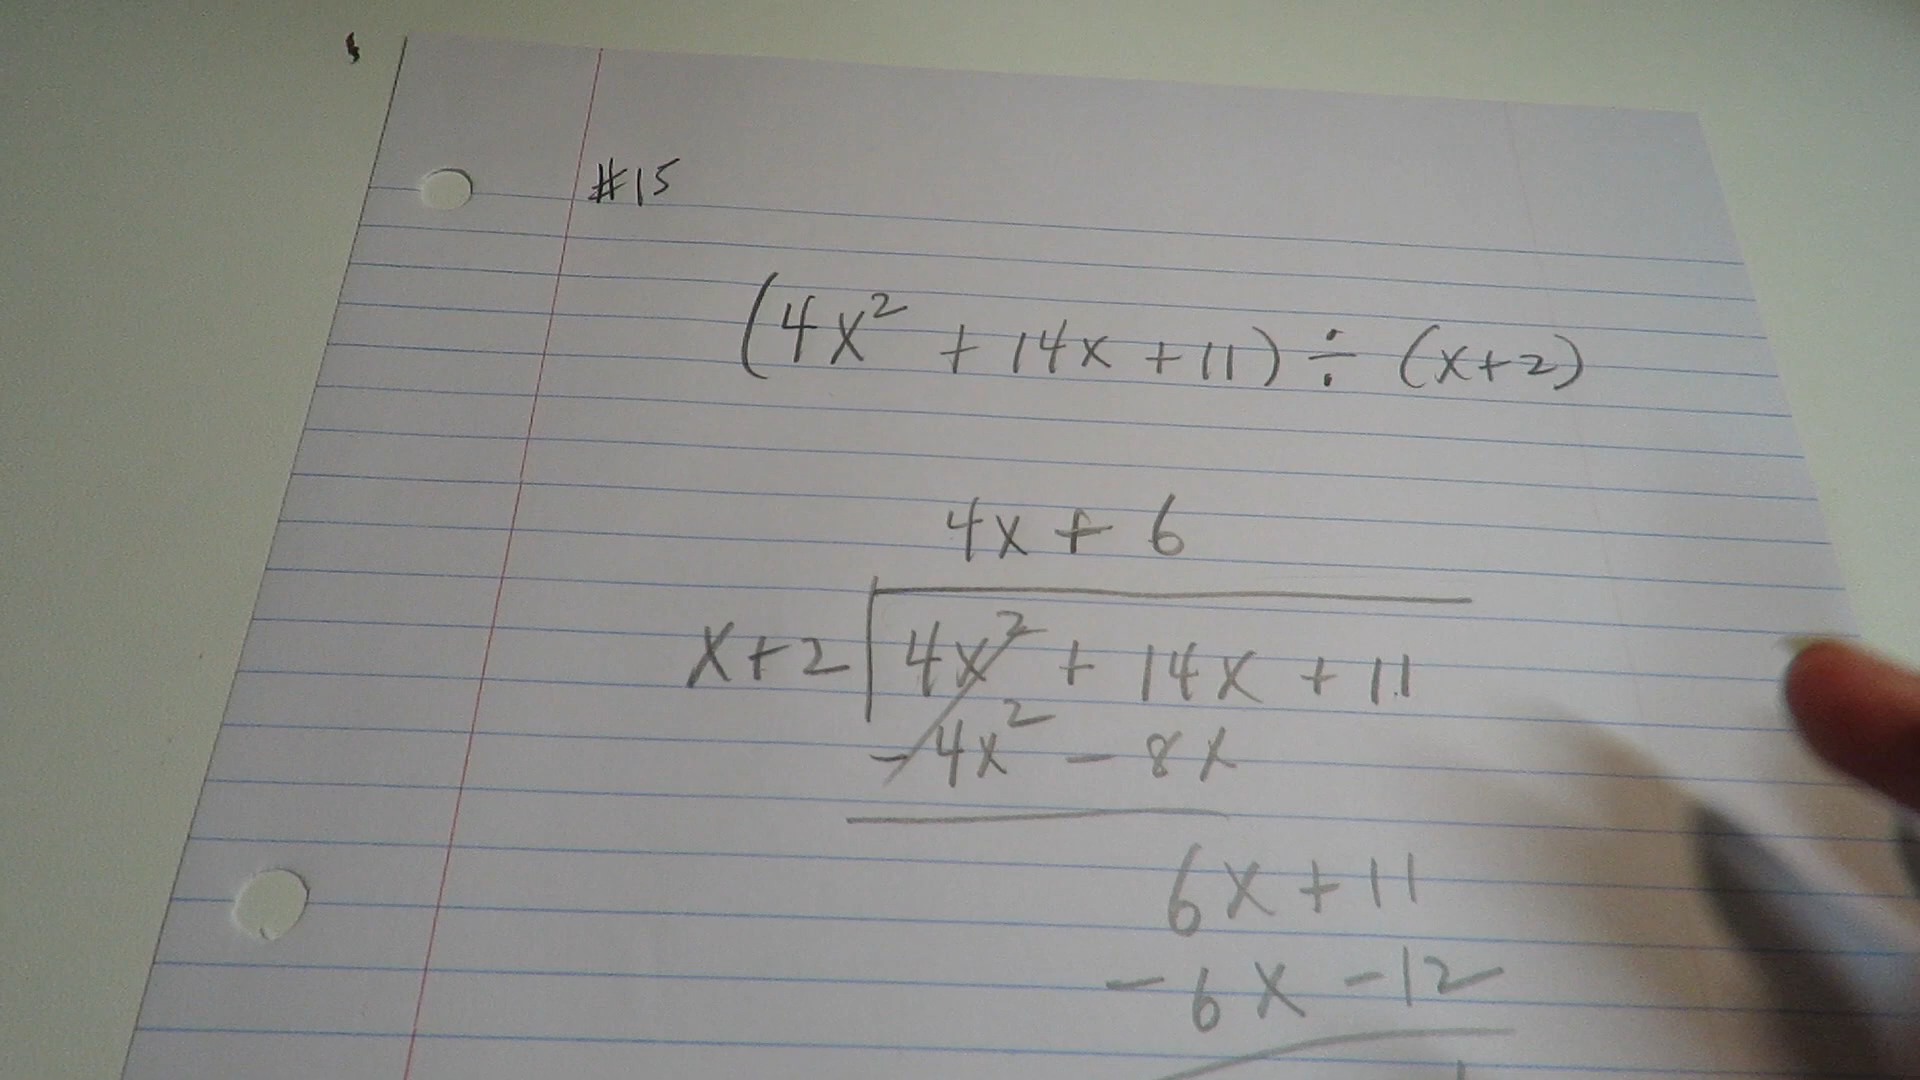 #15
(4x² + 14x + 11) ÷ (x+2)
4x + 6
x+2 4x² + 14x + 11
-4x² - 8x
6x + 11
-6x - 12